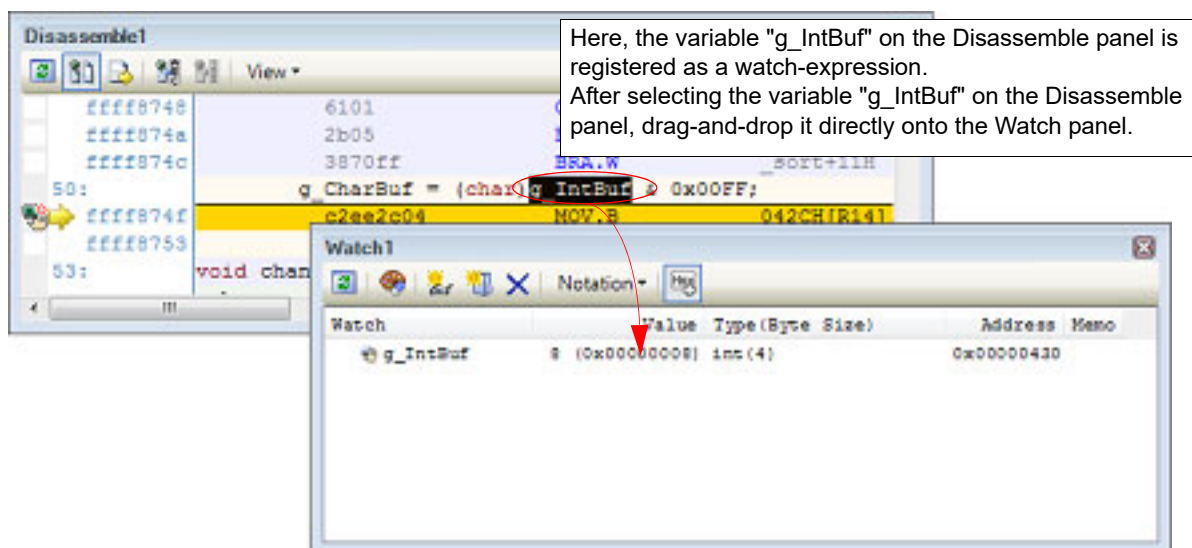 Disassemble1
Here, the variable "g_IntBuf" on the Disassemble panel is
registered as a watch-expression.
After selecting the variable "g_IntBuf" on the Disassemble
panel, drag-and-drop it directly onto the Watch panel.
View
ffff8748 6101
ffff874a 2b05
ffff874c 3870ff BRA.W _sort+11H
50: g_CharBuf = (char)g_IntBuf & 0x00FF;
ffff874f c2ee2c04 MOV.B 042CH[R14]
ffff8753
53: void chan
Watch1
Notation Hex
Watch Value Type(Byte Size) Address Memo
g_IntBuf 8 (0x00000008) int(4) 0x00000430